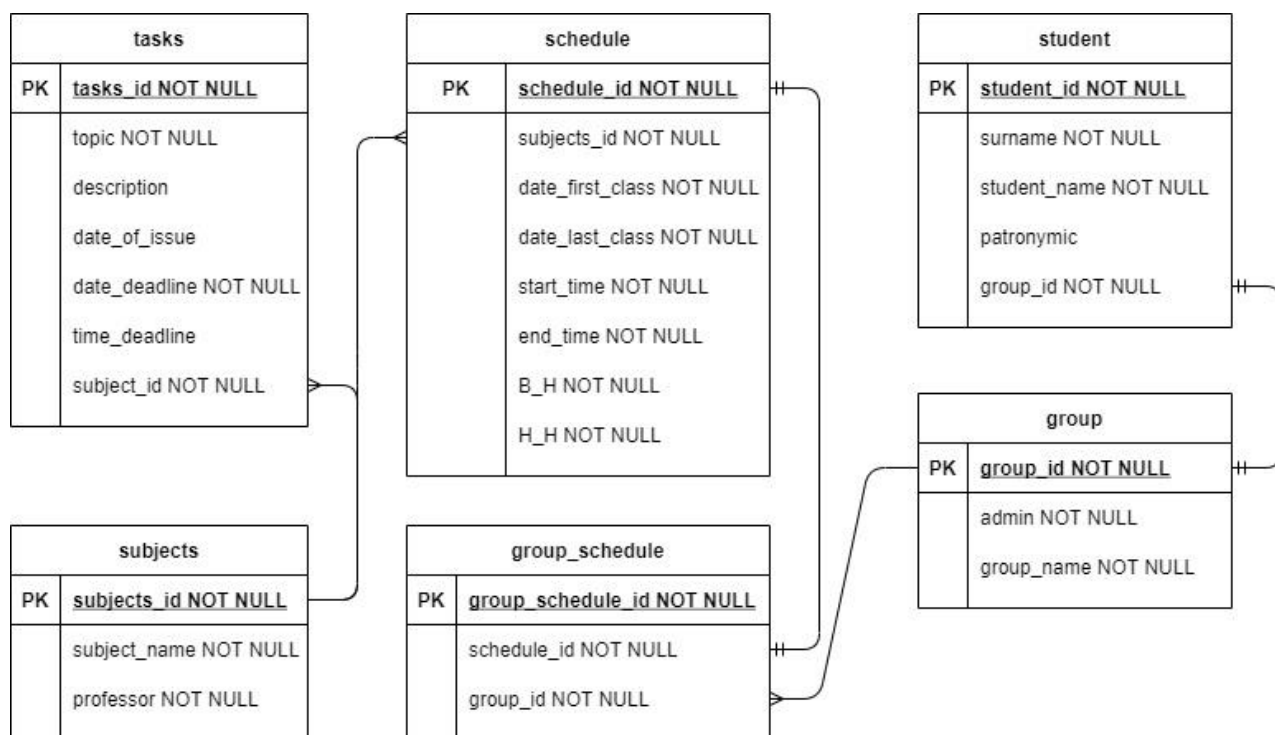 tasks
PK tasks_id NOT NULL
topic NOT NULL
description
date_of_issue
date_deadline NOT NULL
time_deadline
subject_id NOT NULL
schedule
PK schedule_id NOT NULL
subjects_id NOT NULL
date_first_class NOT NULL
date_last_class NOT NULL
start_time NOT NULL
end_time NOT NULL
B_H NOT NULL
H_H NOT NULL
student
PK student_id NOT NULL
surname NOT NULL
student_name NOT NULL
patronymic
group_id NOT NULL
group
PK group_id NOT NULL
admin NOT NULL
group_name NOT NULL
subjects
PK subjects_id NOT NULL
subject_name NOT NULL
professor NOT NULL
group_schedule
PK group_schedule_id NOT NULL
schedule_id NOT NULL
group_id NOT NULL